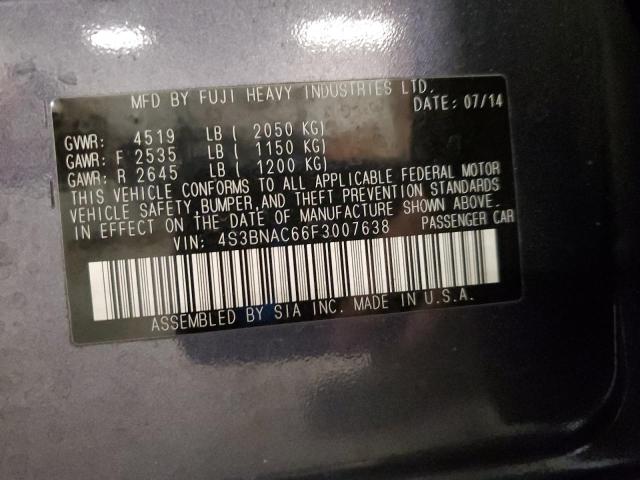 MFD BY FUJI HEAVY INDUSTRIES LTD.
DATE: 07/14
GVWR: 4519 LB ( 2050 KG)
GAWR: F 2535 LB ( 1150 KG)
GAWR: R 2645 LB ( 1200 KG)
THIS VEHICLE CONFORMS TO ALL APPLICABLE FEDERAL MOTOR
VEHICLE SAFETY,BUMPER,AND THEFT PREVENTION STANDARDS
IN EFFECT ON THE DATE OF MANUFACTURE SHOWN ABOVE.
VIN: 4S3BNAC66F3007638 PASSENGER CAR
ASSEMBLED BY SIA INC. MADE IN U.S.A.